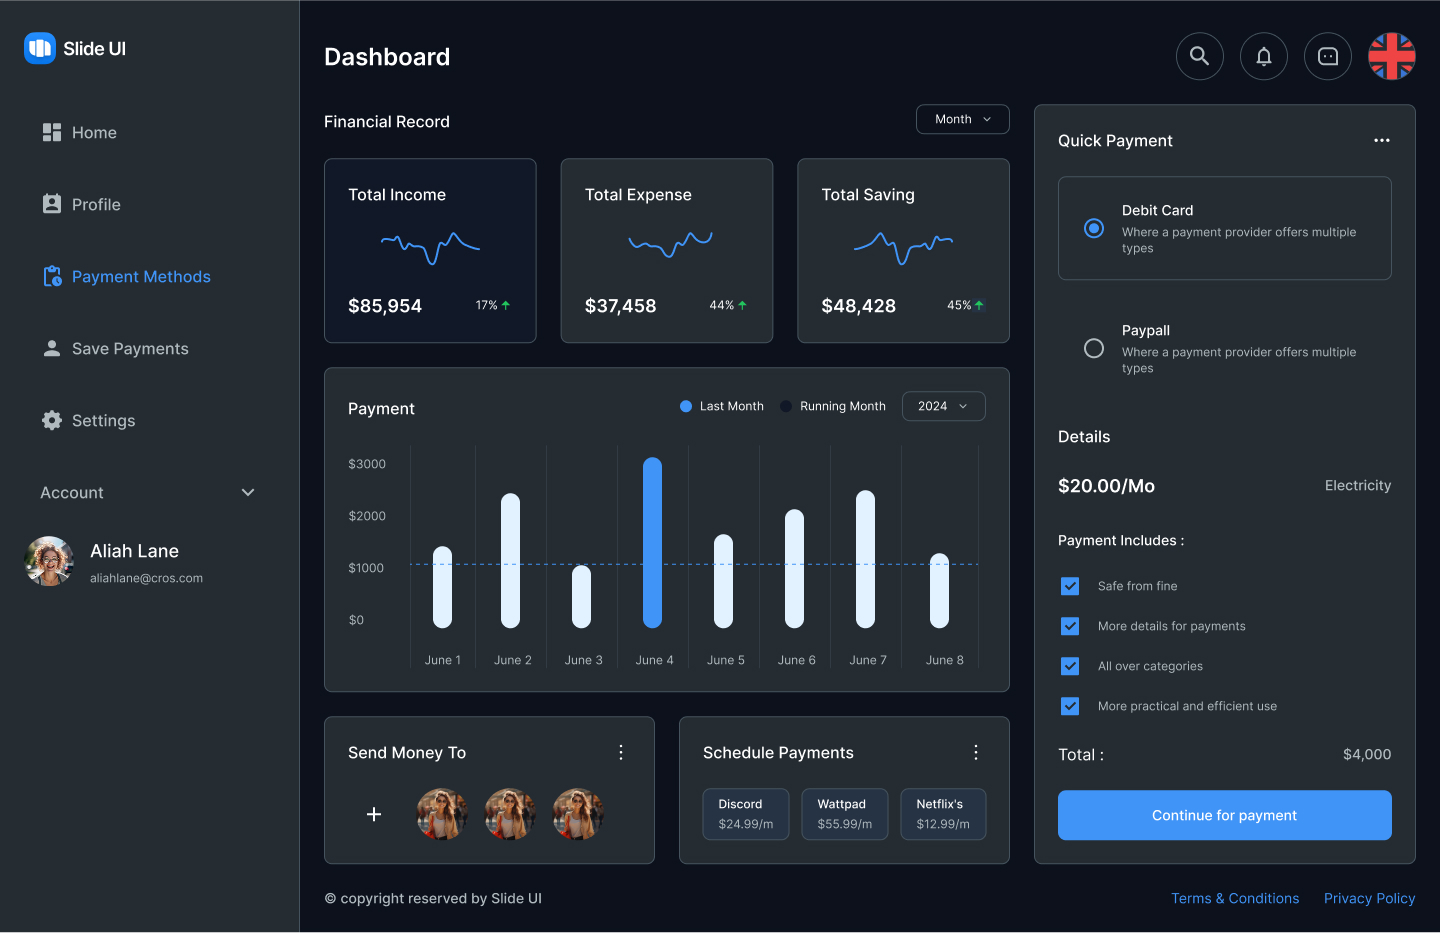 Slide UI
Home
Profile
Payment Methods
Save Payments
Settings
Account
Aliah Lane
aliahlane@cros.com
Dashboard
Financial Record
Month
Total Income
$85,954
17%
Total Expense
$37,458
44%
Total Saving
$48,428
45%
Payment
Last Month
Running Month
2024
$3000
$2000
$1000
$0
June 1
June 2
June 3
June 4
June 5
June 6
June 7
June 8
Send Money To
Schedule Payments
Discord
$24.99/m
Wattpad
$55.99/m
Netflix's
$12.99/m
Quick Payment
Debit Card
Where a payment provider offers multiple
types
Paypall
Where a payment provider offers multiple
types
Details
$20.00/Mo
Electricity
Payment Includes :
Safe from fine
More details for payments
All over categories
More practical and efficient use
Total :
$4,000
Continue for payment
© copyright reserved by Slide UI
Terms & Conditions
Privacy Policy